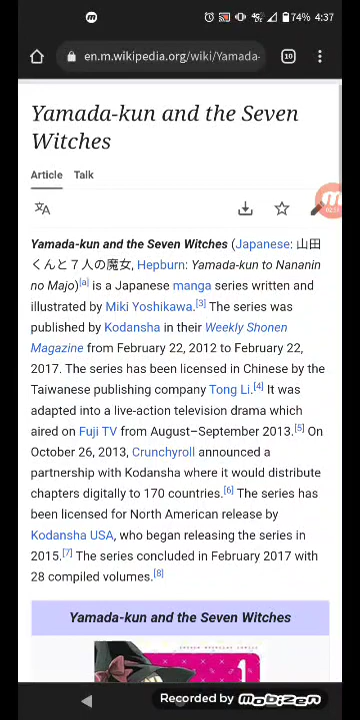 74% 4:37
en.m.wikipedia.org/wiki/Yamada-
10
Yamada-kun and the Seven
Witches
Article Talk
Yamada-kun and the Seven Witches (Japanese: 山田
くんと7人の魔女, Hepburn: Yamada-kun to Nananin
no Majo)[a] is a Japanese manga series written and
illustrated by Miki Yoshikawa.[3] The series was
published by Kodansha in their Weekly Shonen
Magazine from February 22, 2012 to February 22,
2017. The series has been licensed in Chinese by the
Taiwanese publishing company Tong Li.[4] It was
adapted into a live-action television drama which
aired on Fuji TV from August–September 2013.[5] On
October 26, 2013, Crunchyroll announced a
partnership with Kodansha where it would distribute
chapters digitally to 170 countries.[6] The series has
been licensed for North American release by
Kodansha USA, who began releasing the series in
2015.[7] The series concluded in February 2017 with
28 compiled volumes.[8]
Yamada-kun and the Seven Witches
1
Recorded by mobizen